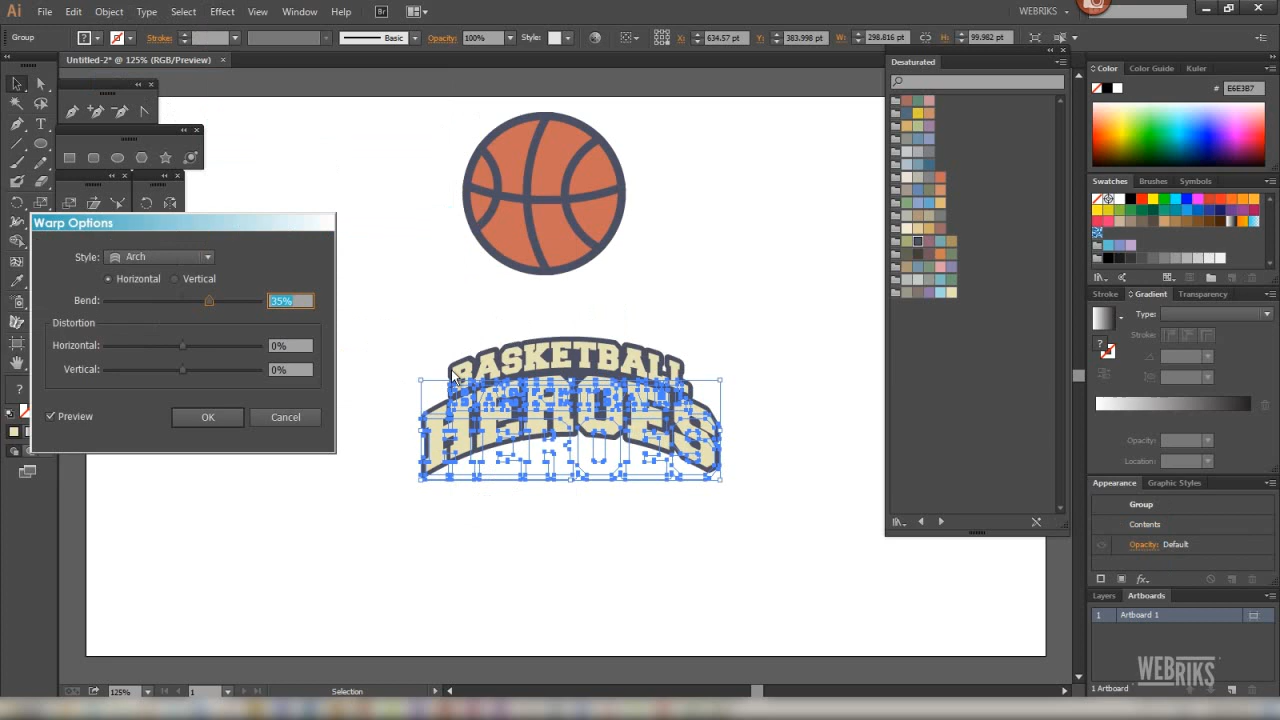 Ai File Edit Object Type Select Effect View Window Help Br WEBRIKS
Group Stroke: Basic Opacity: 100% Style: X: 634.57 pt Y: 383.998 pt W: 298.816 pt H: 99.982 pt
Untitled-2* @ 125% (RGB/Preview) ×
Desaturated
Color Color Guide Kuler
# E6E3B7
Swatches Brushes Symbols
Warp Options
Style: Arch
Horizontal Vertical
Bend: 35%
Distortion
Horizontal: 0%
Vertical: 0%
Preview OK Cancel
BASKETBALL
HEROES
Stroke Gradient Transparency
Type:
Stroke:
Opacity:
Location:
Appearance Graphic Styles
Group
Contents
Opacity: Default
fx
Layers Artboards
1 Artboard 1
WEBRIKS
1 Artboard
125% 1 Selection